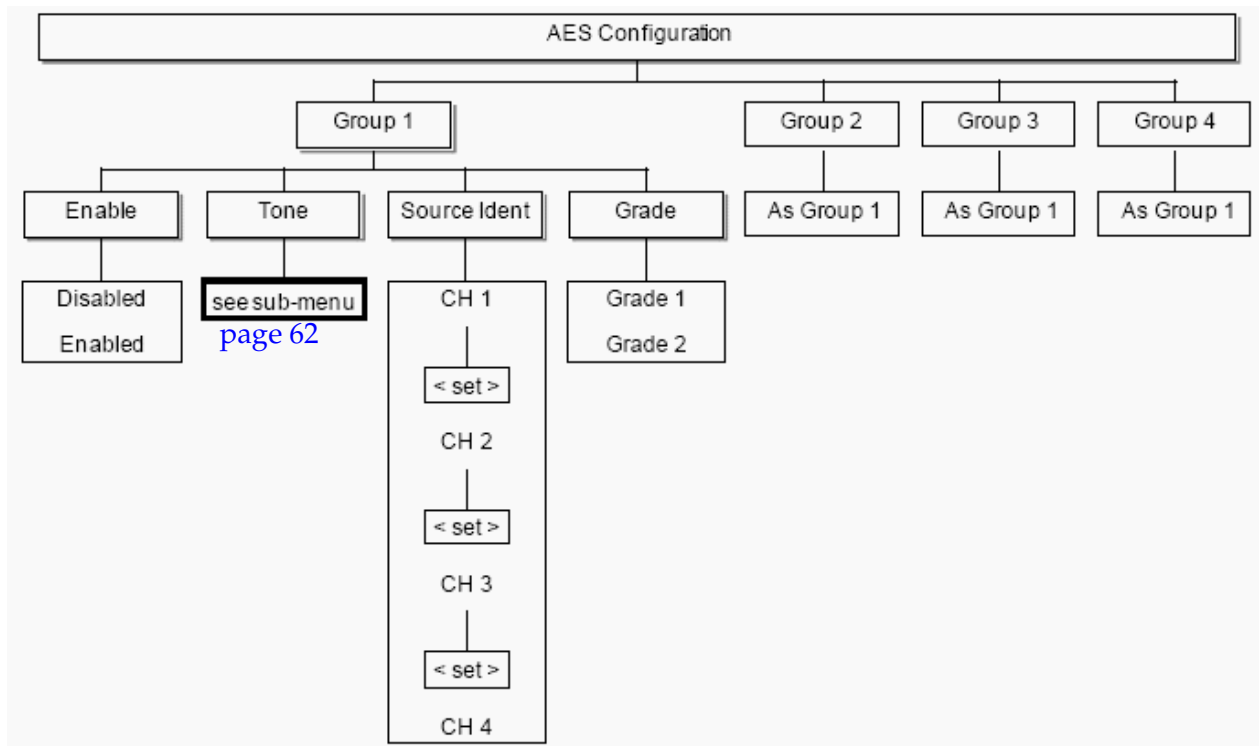 AES Configuration
Group 1
Group 2
Group 3
Group 4
Enable
Tone
Source Ident
Grade
As Group 1
As Group 1
As Group 1
Disabled
Enabled
see sub-menu
page 62
CH 1
< set >
CH 2
< set >
CH 3
< set >
CH 4
Grade 1
Grade 2